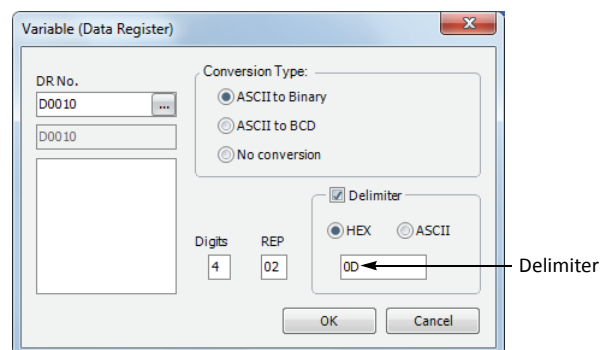 Variable (Data Register)
DR No.
D0010 ...
D0010
Conversion Type:
ASCII to Binary
ASCII to BCD
No conversion
Delimiter
HEX ASCII
Digits REP
4 02 0D
Delimiter
OK Cancel